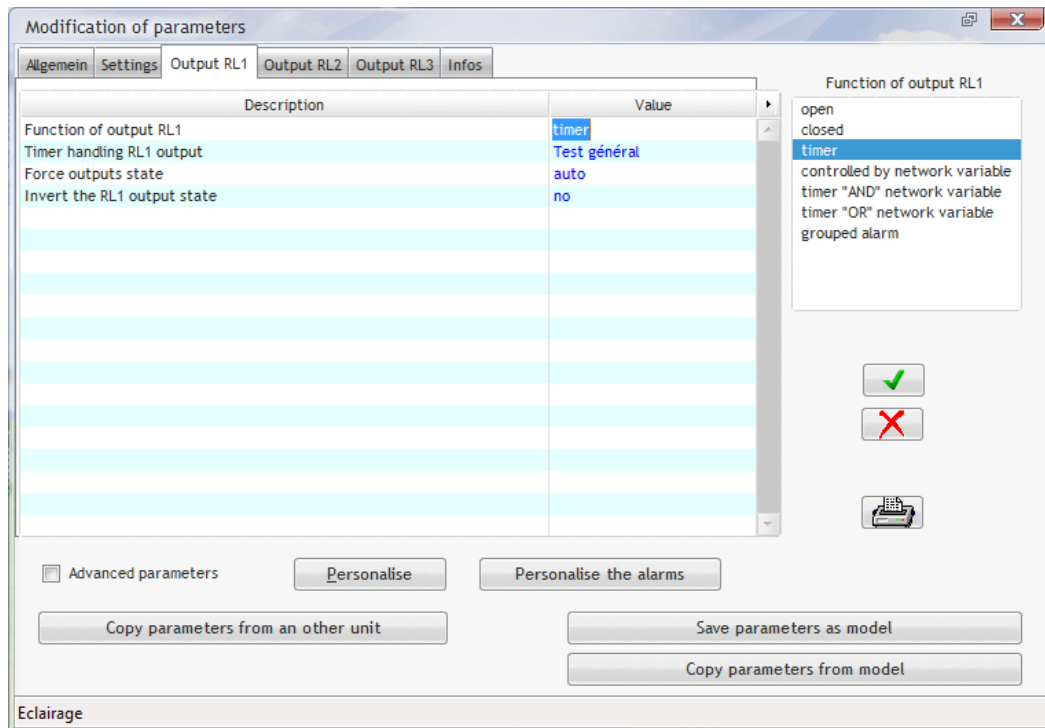 Modification of parameters
Allgemein Settings Output RL1 Output RL2 Output RL3 Infos
Description Value
Function of output RL1 timer
Timer handling RL1 output Test général
Force outputs state auto
Invert the RL1 output state no
Function of output RL1
open
closed
timer
controlled by network variable
timer "AND" network variable
timer "OR" network variable
grouped alarm
Advanced parameters Personalise Personalise the alarms
Copy parameters from an other unit Save parameters as model
Copy parameters from model
Eclairage